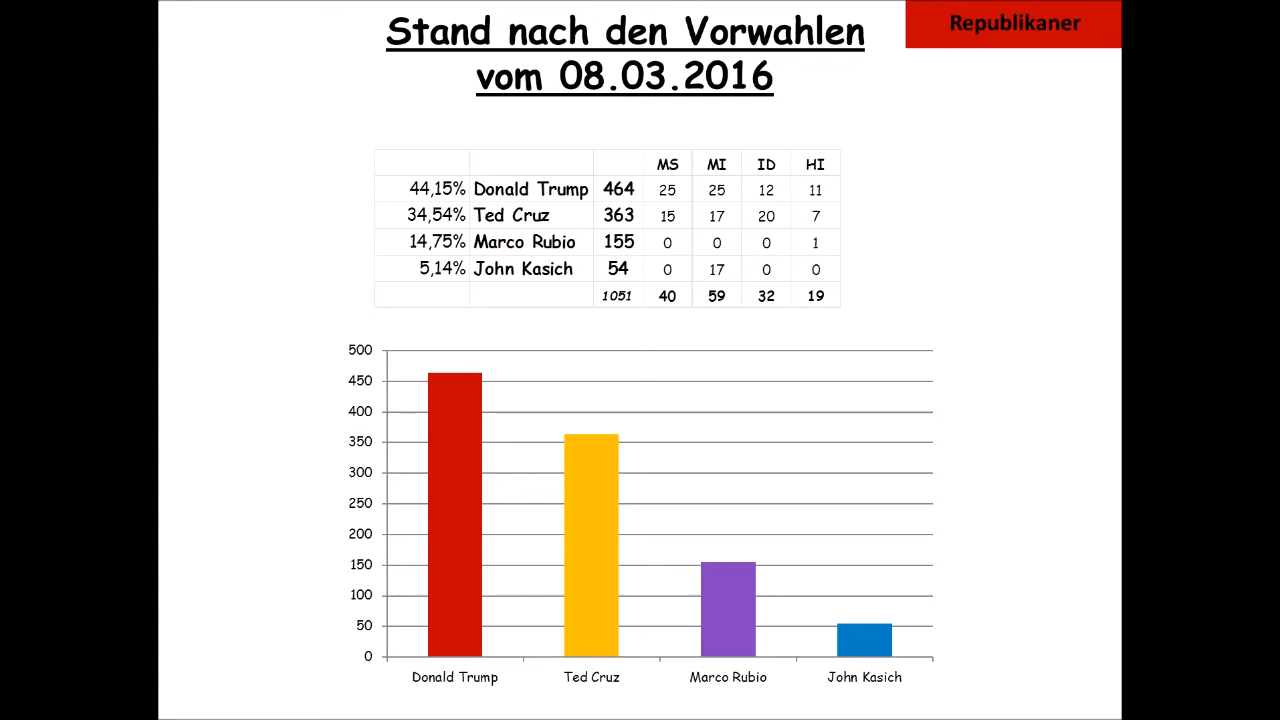 Republikaner
Stand nach den Vorwahlen
vom 08.03.2016
MS MI ID HI
44,15% Donald Trump 464 25 25 12 11
34,54% Ted Cruz 363 15 17 20 7
14,75% Marco Rubio 155 0 0 0 1
5,14% John Kasich 54 0 17 0 0
1051 40 59 32 19
500
450
400
350
300
250
200
150
100
50
0
Donald Trump Ted Cruz Marco Rubio John Kasich